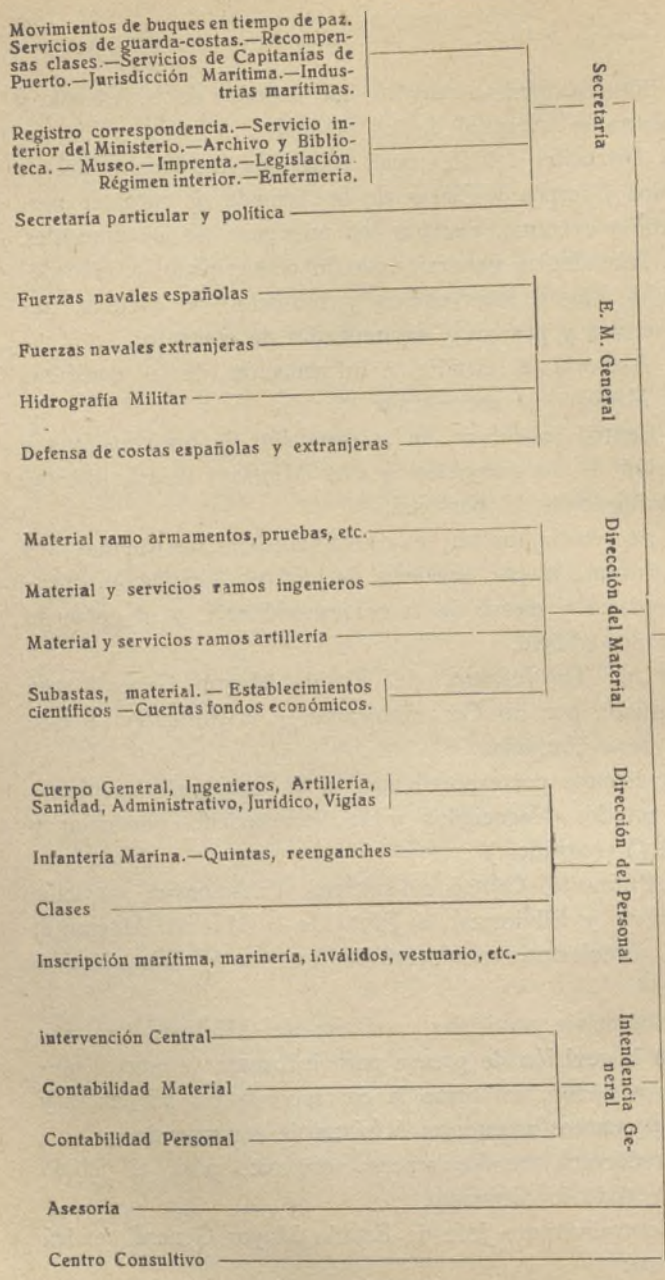 Movimientos de buques en tiempo de paz.
Servicios de guarda-costas.—Recompen-
sas clases.—Servicios de Capitanías de
Puerto.—Jurisdicción Marítima.—Indus-
trias marítimas.
Registro correspondencia.—Servicio in-
terior del Ministerio.—Archivo y Biblio-
teca. — Museo.—Imprenta.—Legislación.
Régimen interior.—Enfermería.
Secretaría particular y política
Secretaría
Fuerzas navales españolas
Fuerzas navales extranjeras
Hidrografía Militar
Defensa de costas españolas y extranjeras
E. M. General
Material ramo armamentos, pruebas, etc.
Material y servicios ramos ingenieros
Material y servicios ramos artillería
Subastas, material. — Establecimientos
científicos —Cuentas fondos económicos.
Dirección del Material
Cuerpo General, Ingenieros, Artillería,
Sanidad, Administrativo, Jurídico, Vigías
Infantería Marina.—Quintas, reenganches
Clases
Inscripción marítima, marinería, inválidos, vestuario, etc.
Dirección del Personal
intervención Central
Contabilidad Material
Contabilidad Personal
Intendencia Ge-
neral
Asesoría
Centro Consultivo